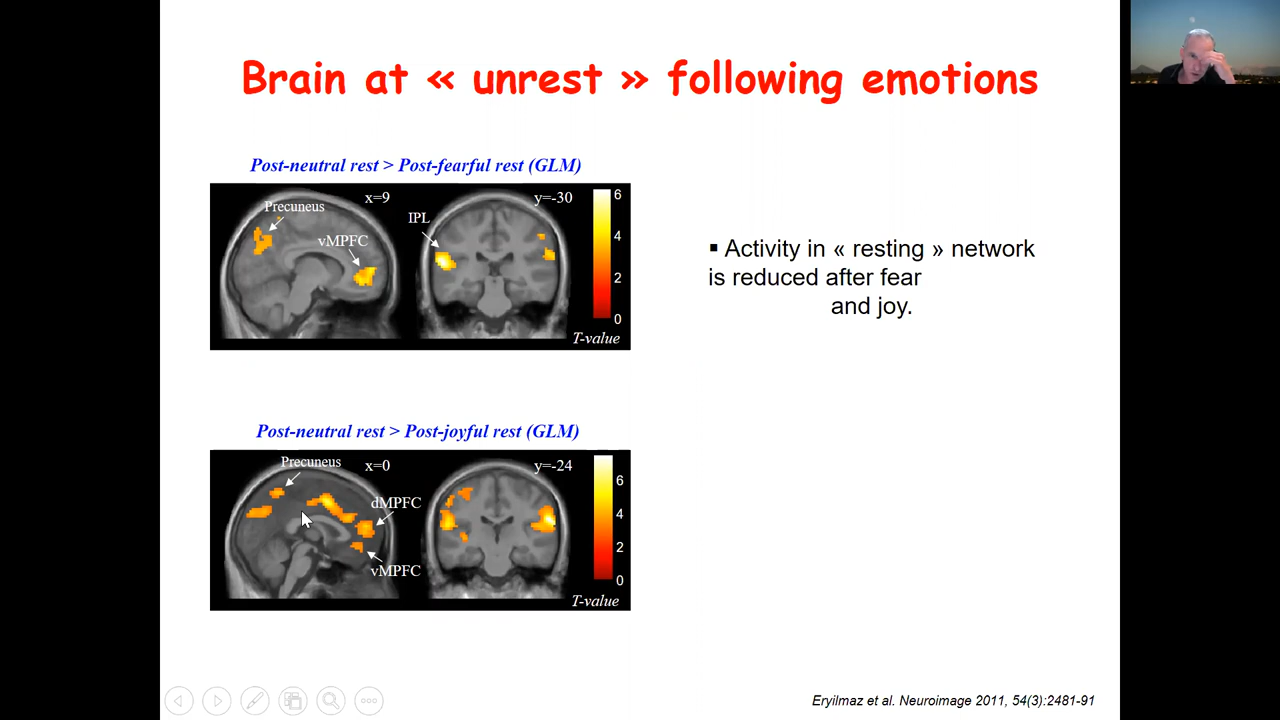 Brain at « unrest » following emotions
Post-neutral rest > Post-fearful rest (GLM)
Precuneus
x=9
vMPFC
IPL
y=-30
6
4
2
0
T-value
▪ Activity in « resting » network
is reduced after fear
and joy.
Post-neutral rest > Post-joyful rest (GLM)
Precuneus
x=0
dMPFC
vMPFC
y=-24
6
4
2
0
T-value
Eryilmaz et al. Neuroimage 2011, 54(3):2481-91